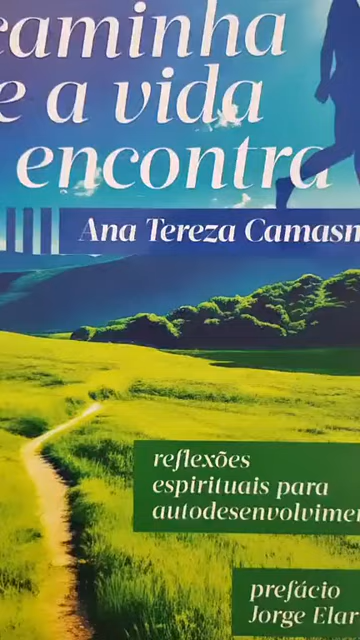 caminha
e a vida
encontra
Ana Tereza Camasm
reflexões
espirituais para
autodesenvolvimen
prefácio
Jorge Elar